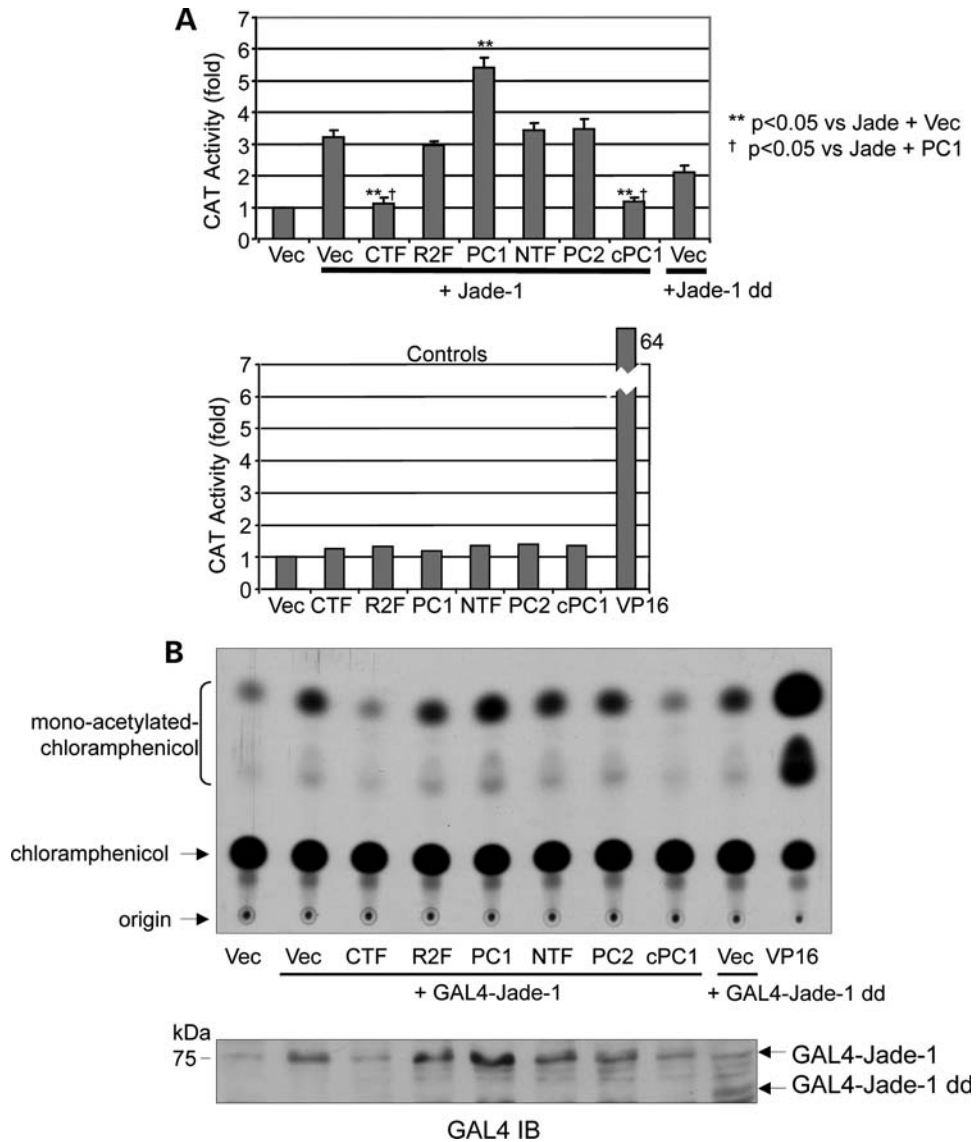 A
CAT Activity (fold)
7
6
5
4
3
2
1
0
**
**,†
**,†
** p<0.05 vs Jade + Vec
† p<0.05 vs Jade + PC1
Vec Vec CTF R2F PC1 NTF PC2 cPC1 Vec
+ Jade-1
+Jade-1 dd
Controls
64
CAT Activity (fold)
7
6
5
4
3
2
1
0
Vec CTF R2F PC1 NTF PC2 cPC1 VP16
B
mono-acetylated-
chloramphenicol
chloramphenicol
origin
Vec Vec CTF R2F PC1 NTF PC2 cPC1 Vec VP16
+ GAL4-Jade-1
+ GAL4-Jade-1 dd
kDa
75
GAL4-Jade-1
GAL4-Jade-1 dd
GAL4 IB